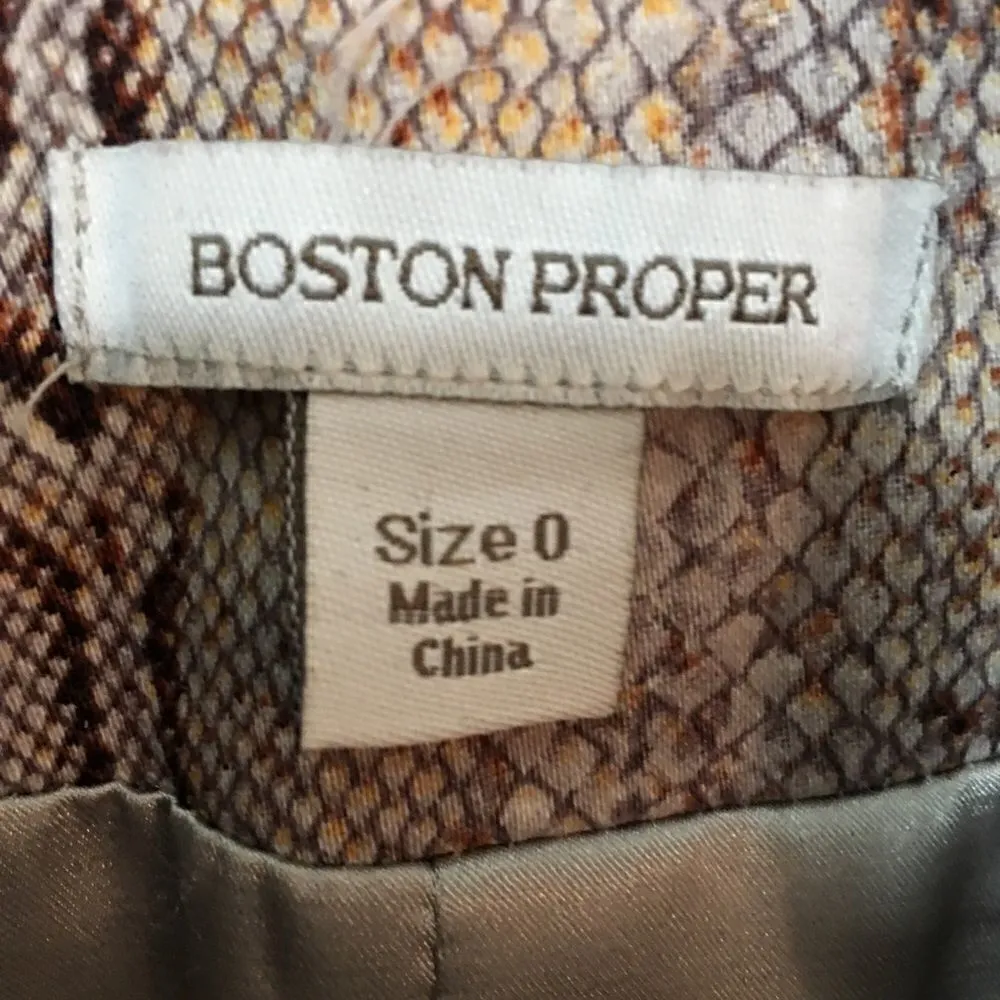 BOSTON PROPER
Size 0
Made in
China